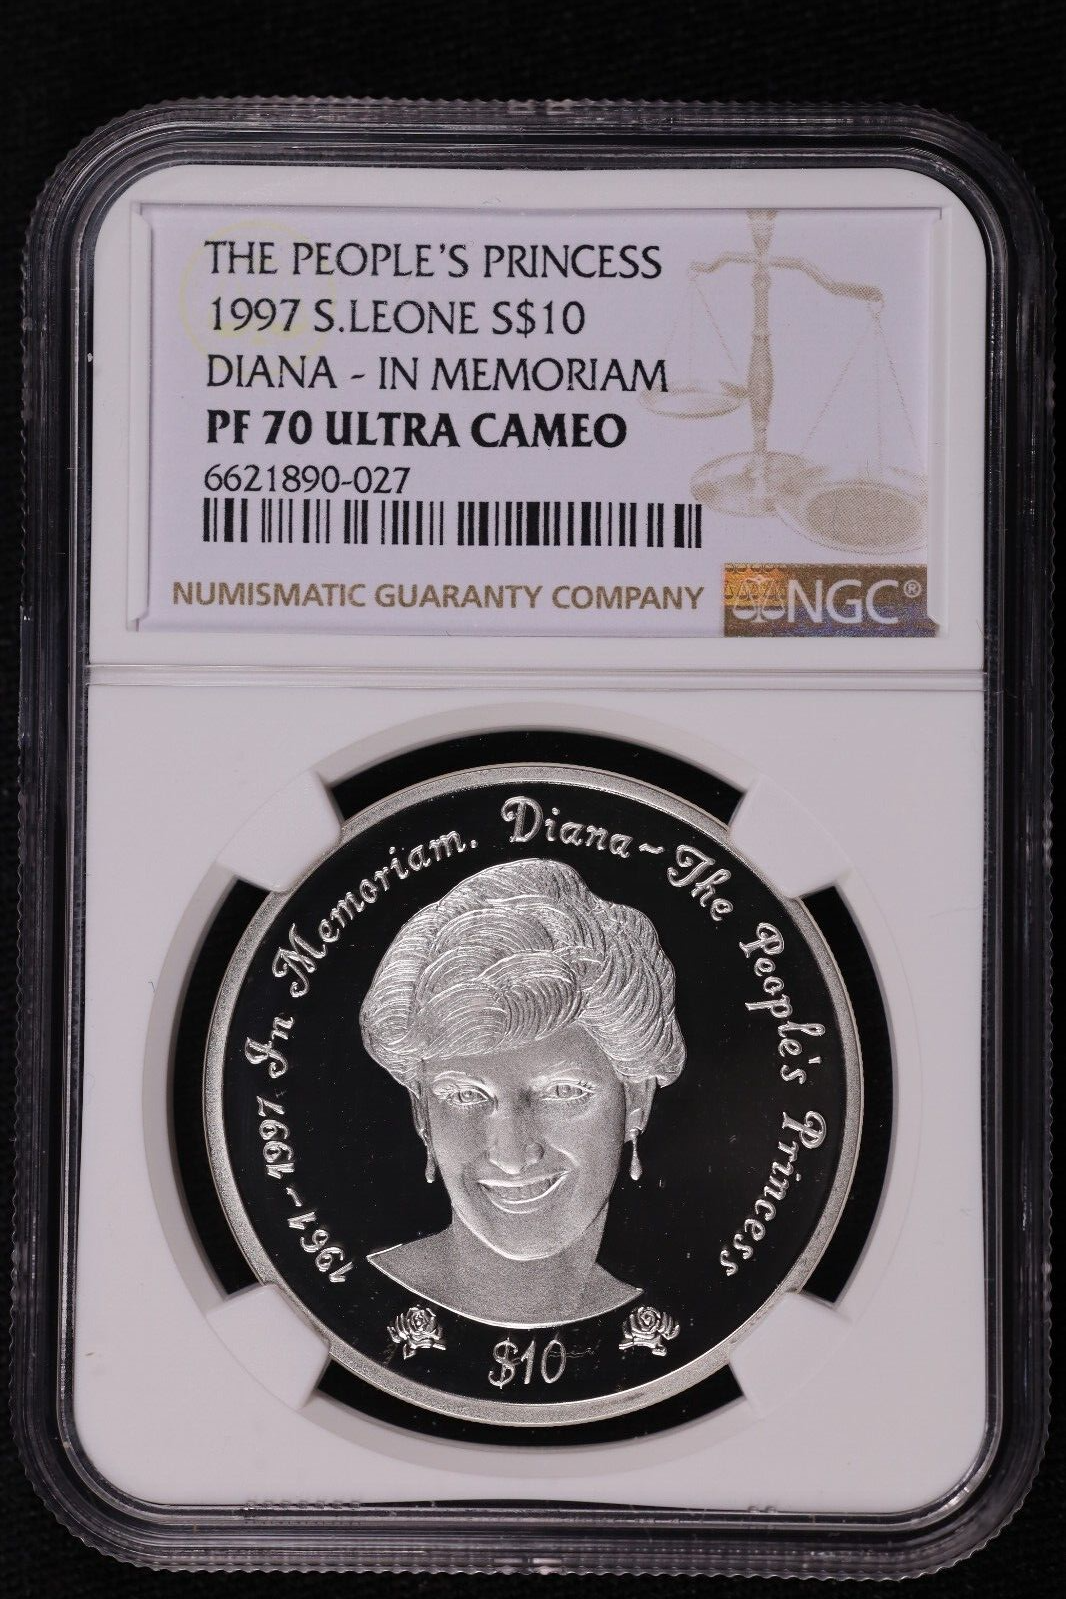 THE PEOPLE'S PRINCESS
1997 S.LEONE S$10
DIANA - IN MEMORIAM
PF 70 ULTRA CAMEO
6621890-027
NUMISMATIC GUARANTY COMPANY
NGC®
1961-1997 In Memoriam. Diana~The People's Princess
$10